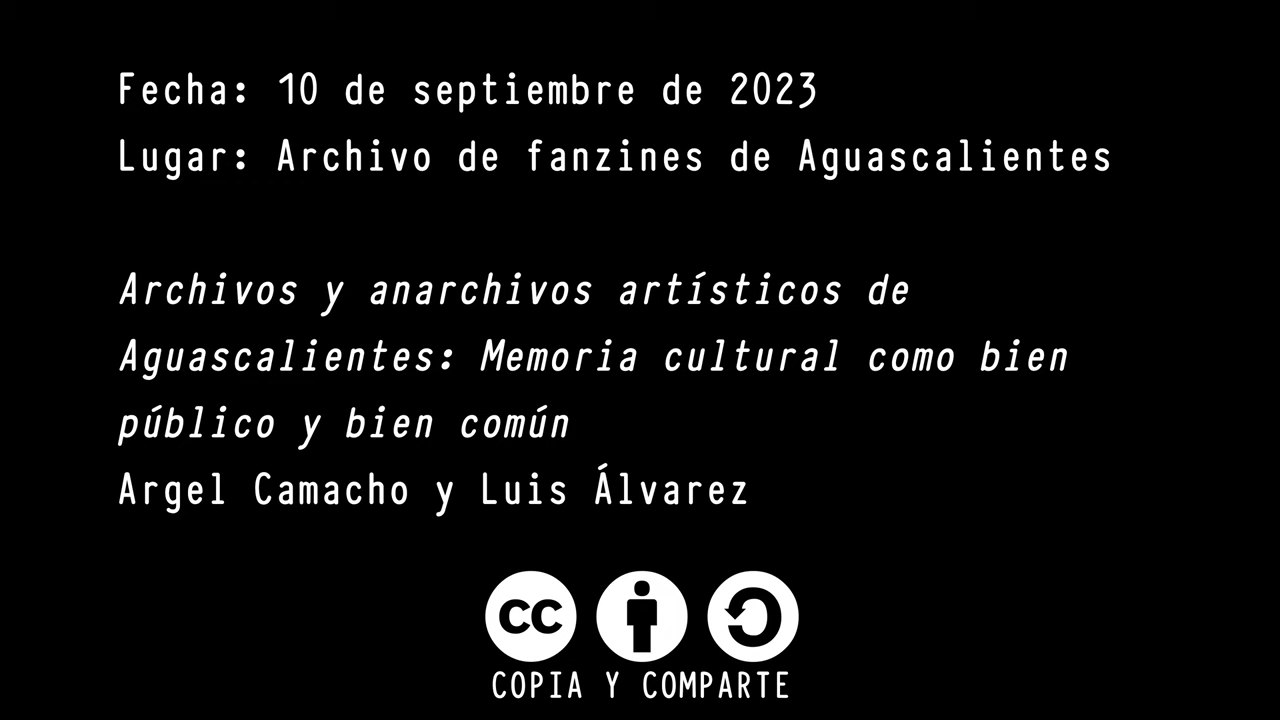 Fecha: 10 de septiembre de 2023
Lugar: Archivo de fanzines de Aguascalientes
Archivos y anarchivos artísticos de
Aguascalientes: Memoria cultural como bien
público y bien común
Argel Camacho y Luis Álvarez
cc
COPIA Y COMPARTE